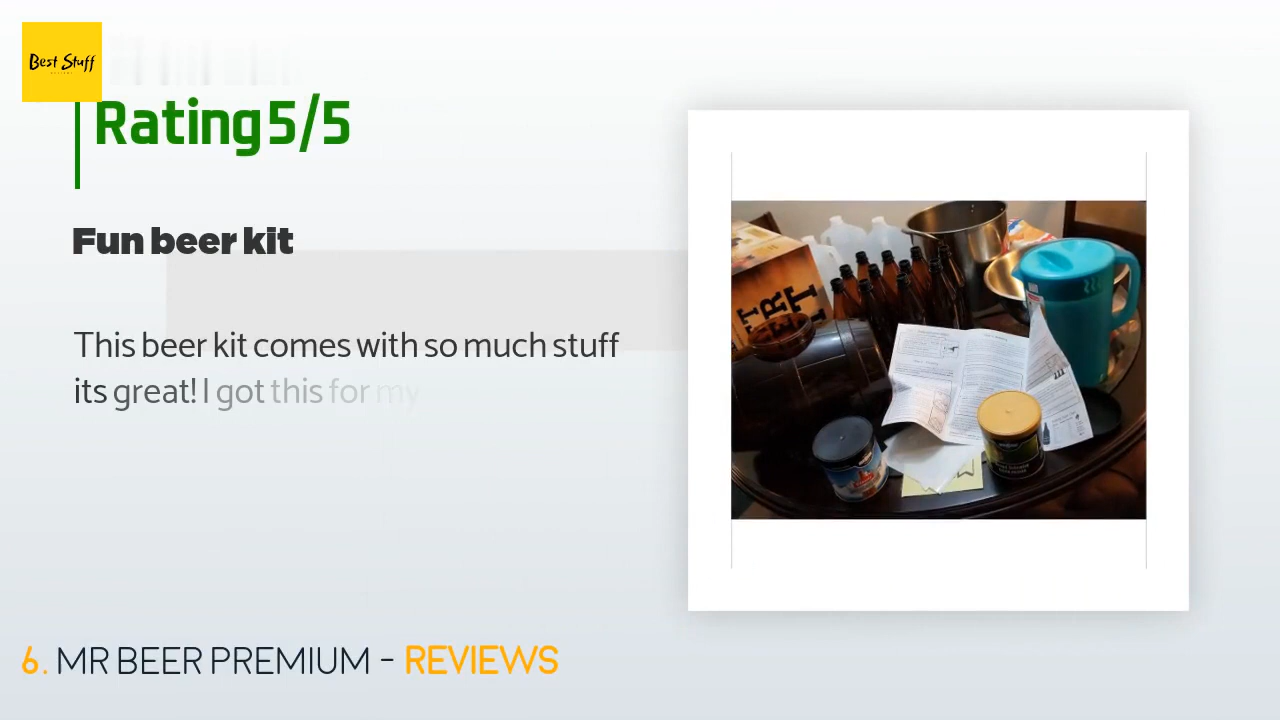 Best Stuff
Rating 5/5
Fun beer kit
This beer kit comes with so much stuff
its great! I got this for my
6. MR BEER PREMIUM - REVIEWS